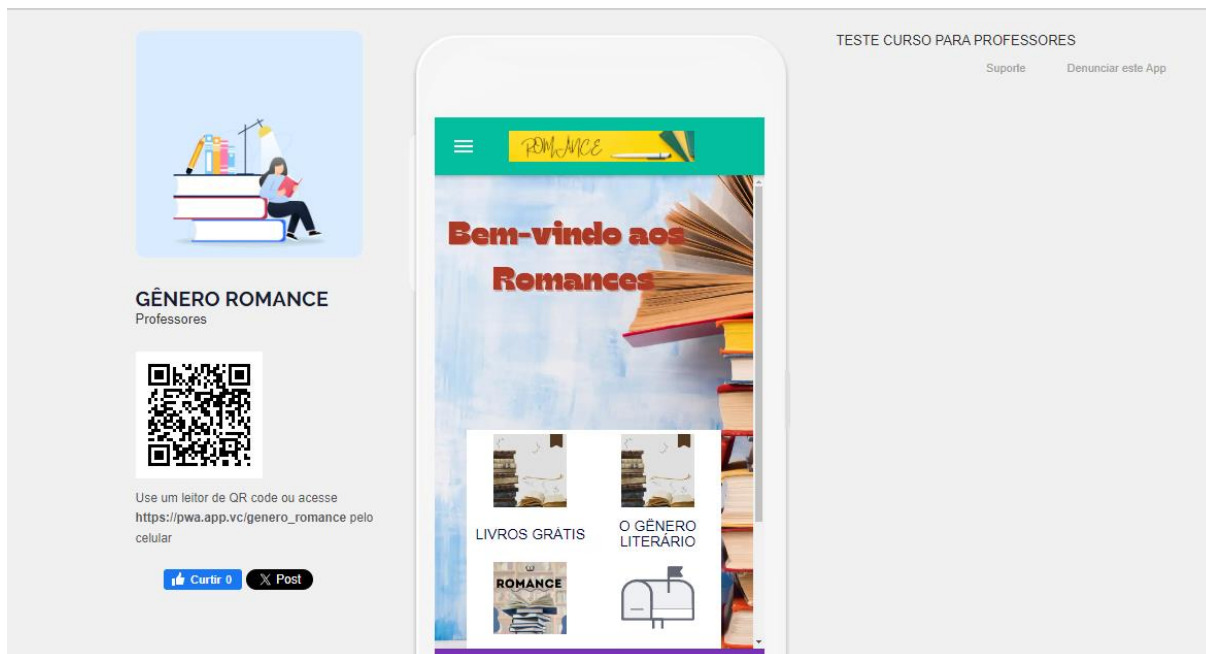 GÊNERO ROMANCE
Professores
Use um leitor de QR code ou acesse
https://pwa.app.vc/genero_romance pelo
celular
Curtir 0
X Post
ROMANCE
Bem-vindo aos
Romances
LIVROS GRÁTIS
O GÊNERO
LITERÁRIO
ROMANCE
TESTE CURSO PARA PROFESSORES
Suporte
Denunciar este App